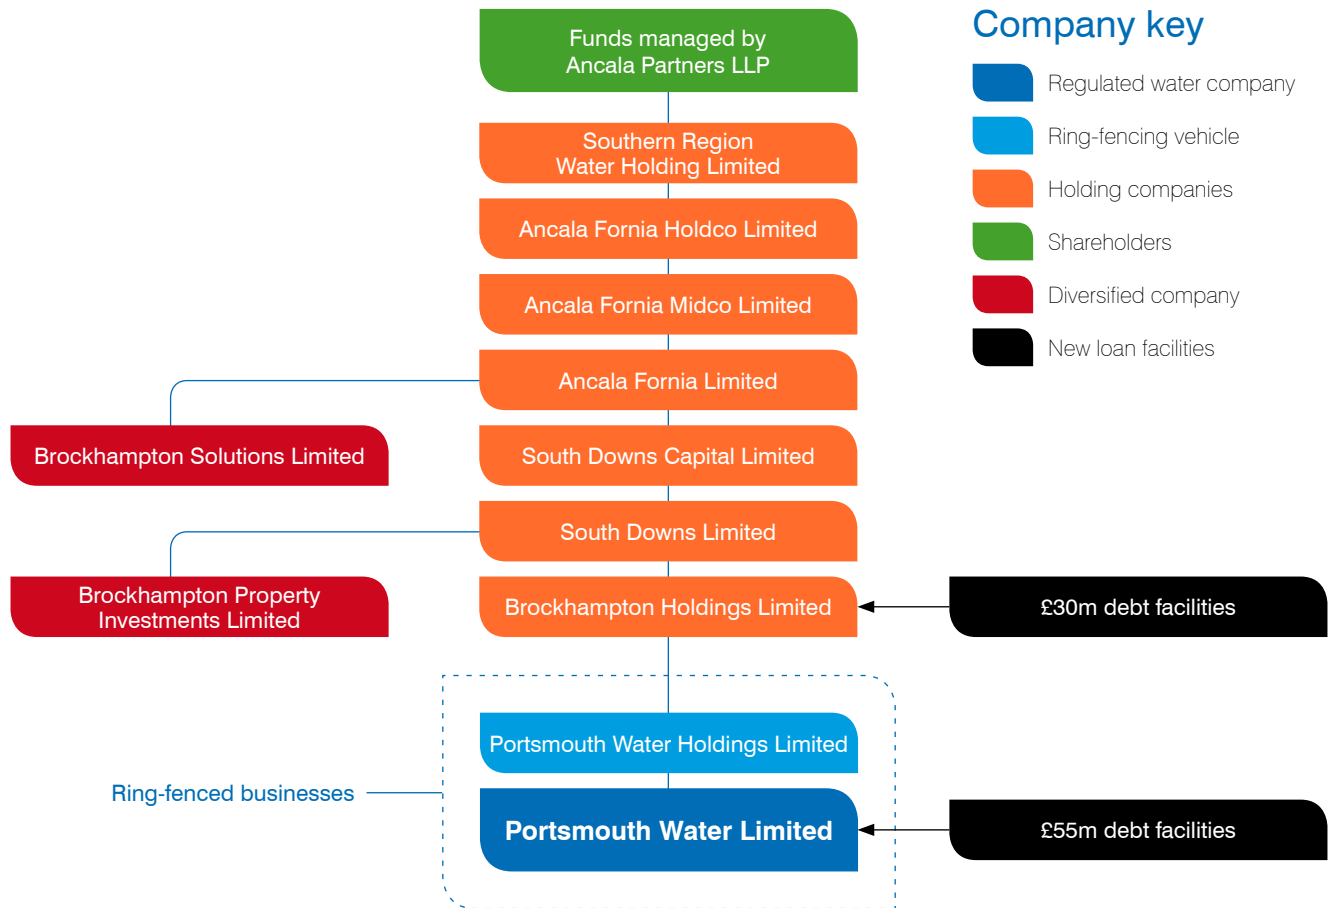 Funds managed by
Ancala Partners LLP
Southern Region
Water Holding Limited
Ancala Fornia Holdco Limited
Ancala Fornia Midco Limited
Ancala Fornia Limited
Brockhampton Solutions Limited
South Downs Capital Limited
South Downs Limited
Brockhampton Property
Investments Limited
Brockhampton Holdings Limited
£30m debt facilities
Portsmouth Water Holdings Limited
Ring-fenced businesses
Portsmouth Water Limited
£55m debt facilities
Company key
Regulated water company
Ring-fencing vehicle
Holding companies
Shareholders
Diversified company
New loan facilities